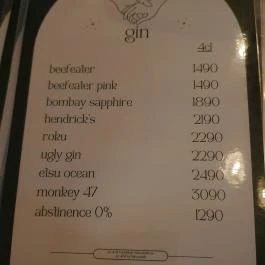 gin
4cl
beefeater 1490
beefeater pink 1490
bombay sapphire 1890
hendrick's 2190
roku 2290
ugly gin 2290
etsu ocean 2490
monkey 47 3090
abstinence 0% 1290